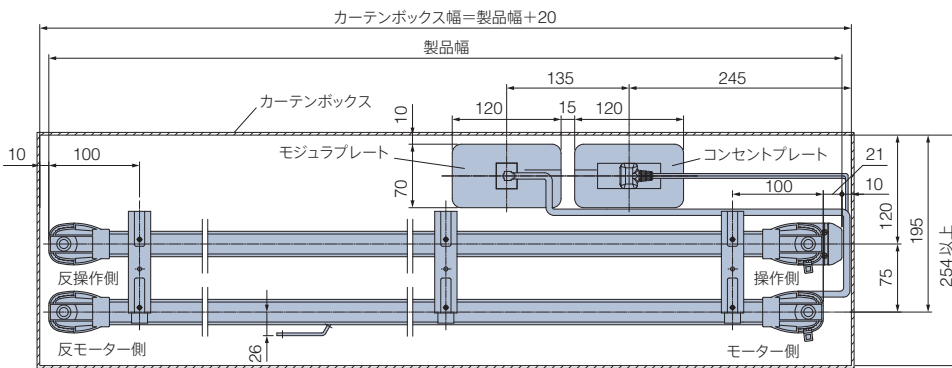 カーテンボックス幅＝製品幅＋20
製品幅
135
245
カーテンボックス
10
120
15
120
モジュラプレート
コンセントプレート
21
10
100
70
100
10
120
195
254以上
反操作側
操作側
75
反モーター側
26
モーター側